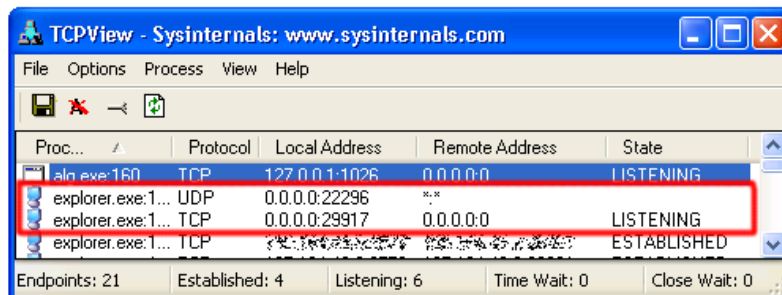 TCPView - Sysinternals: www.sysinternals.com
File Options Process View Help
Proc... Protocol Local Address Remote Address State
alg.exe:160 TCP 127.0.0.1:1026 0.0.0.0:0 LISTENING
explorer.exe:1... UDP 0.0.0.0:22296 *:*
explorer.exe:1... TCP 0.0.0.0:29917 0.0.0.0:0 LISTENING
explorer.exe:1... TCP ESTABLISHED
Endpoints: 21 Established: 4 Listening: 6 Time Wait: 0 Close Wait: 0